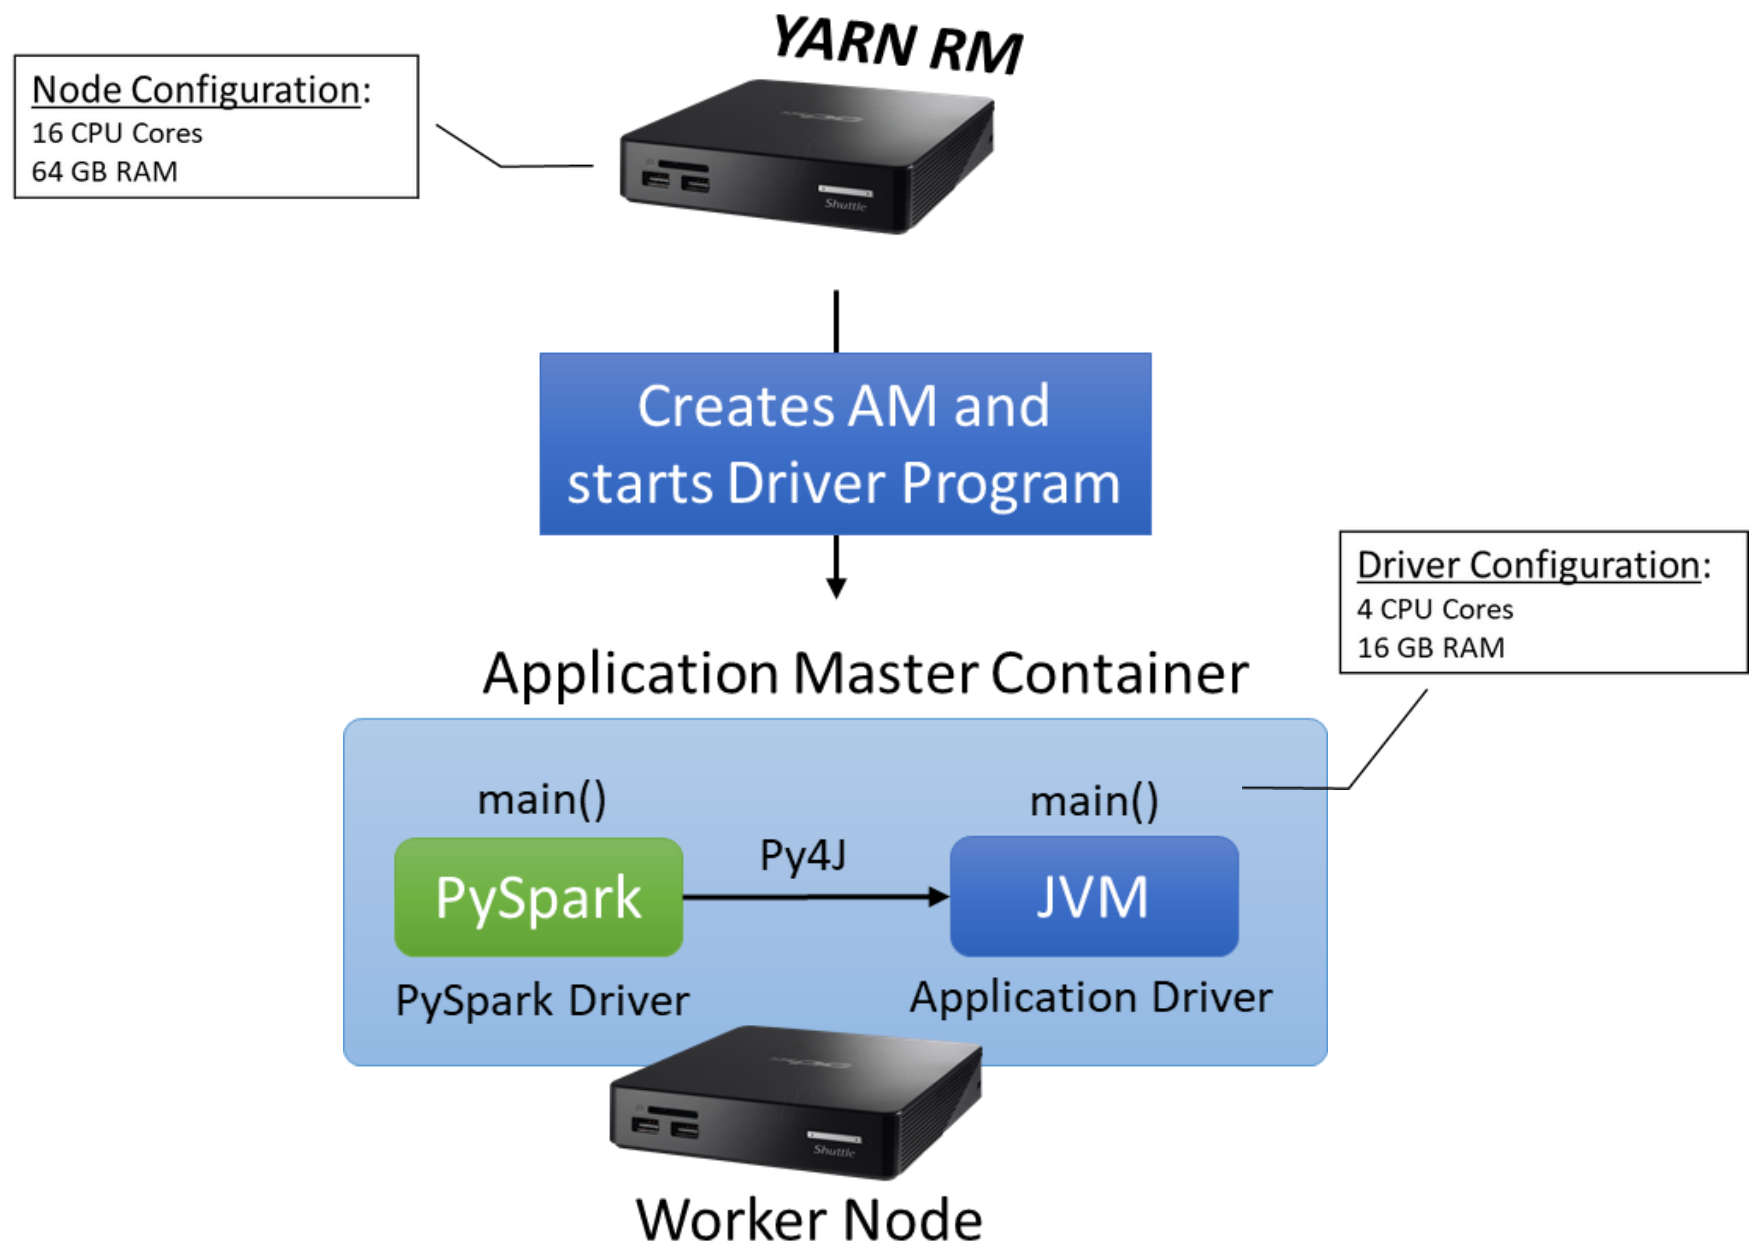 YARN RM
Node Configuration:
16 CPU Cores
64 GB RAM
Shuttle
Creates AM and
starts Driver Program
Driver Configuration:
4 CPU Cores
16 GB RAM
Application Master Container
main()
main()
Py4J
PySpark
JVM
PySpark Driver
Application Driver
Shuttle
Worker Node